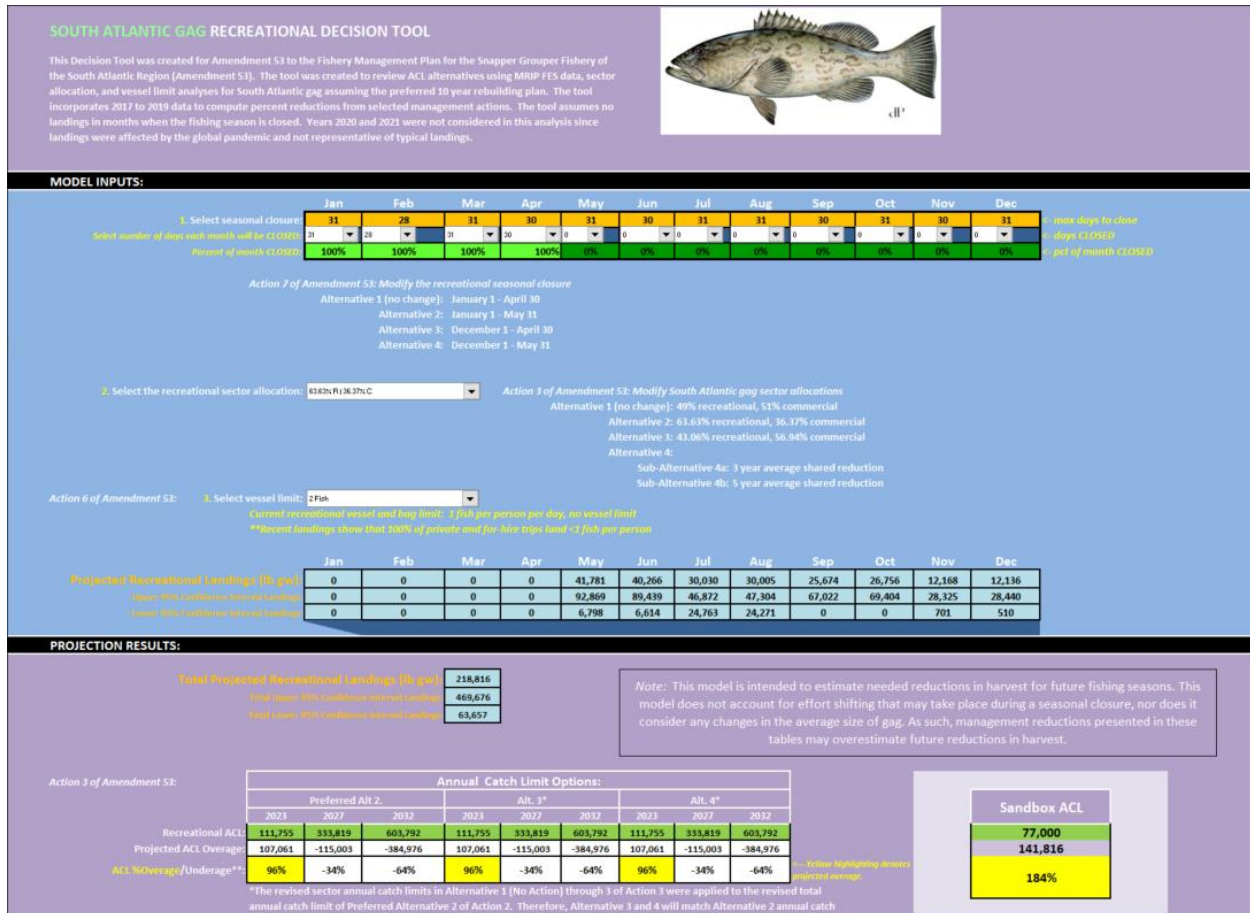 SOUTH ATLANTIC GAG RECREATIONAL DECISION TOOL
This Decision Tool was created for Amendment 53 to the Fishery Management Plan for the Snapper Grouper Fishery of
the South Atlantic Region (Amendment 53). The tool was created to review ACL alternatives using MRIP FES data, sector
allocation, and vessel limit analyses for South Atlantic gag assuming the preferred 10 year rebuilding plan. The tool
incorporates 2017 to 2019 data to compute percent reductions from selected management actions. The tool assumes no
landings in months when the fishing season is closed. Years 2020 and 2021 were not considered in this analysis since
landings were affected by the global pandemic and not representative of typical landings.
MODEL INPUTS:
Jan Feb Mar Apr May Jun Jul Aug Sep Oct Nov Dec
1. Select seasonal closure: 31 28 31 30 31 30 31 31 30 31 30 31 <- max days to close
Select number of days each month will be CLOSED: 31 28 31 30 0 0 0 0 0 0 0 0 <- days CLOSED
Percent of month CLOSED: 100% 100% 100% 100% 0% 0% 0% 0% 0% 0% 0% 0% <- pct of month CLOSED
Action 7 of Amendment 53: Modify the recreational seasonal closure
Alternative 1 (no change): January 1 - April 30
Alternative 2: January 1 - May 31
Alternative 3: December 1 - April 30
Alternative 4: December 1 - May 31
2. Select the recreational sector allocation: 63.63% R | 36.37% C Action 3 of Amendment 53: Modify South Atlantic gag sector allocations
Alternative 1 (no change): 49% recreational, 51% commercial
Alternative 2: 63.63% recreational, 36.37% commercial
Alternative 3: 43.06% recreational, 56.94% commercial
Alternative 4:
Sub-Alternative 4a: 3 year average shared reduction
Sub-Alternative 4b: 5 year average shared reduction
Action 6 of Amendment 53: 3. Select vessel limit: 2 Fish
Current recreational vessel and bag limit: 1 fish per person per day, no vessel limit
**Recent landings show that 100% of private and for-hire trips land <1 fish per person
Jan Feb Mar Apr May Jun Jul Aug Sep Oct Nov Dec
Projected Recreational Landings (lb gw): 0 0 0 0 41,781 40,266 30,030 30,005 25,674 26,756 12,168 12,136
Upper 95% Confidence Interval Landings: 0 0 0 0 92,869 89,439 46,872 47,304 67,022 69,404 28,325 28,440
Lower 95% Confidence Interval Landings: 0 0 0 0 6,798 6,614 24,763 24,271 0 0 701 510
PROJECTION RESULTS:
Total Projected Recreational Landings (lb gw): 218,816
Total Upper 95% Confidence Interval Landings: 469,676
Total Lower 95% Confidence Interval Landings: 63,657
Note: This model is intended to estimate needed reductions in harvest for future fishing seasons. This
model does not account for effort shifting that may take place during a seasonal closure, nor does it
consider any changes in the average size of gag. As such, management reductions presented in these
tables may overestimate future reductions in harvest.
Action 3 of Amendment 53: Annual Catch Limit Options:
Preferred Alt 2. Alt. 3* Alt. 4*
2023 2027 2032 2023 2027 2032 2023 2027 2032
Recreational ACL: 111,755 333,819 603,792 111,755 333,819 603,792 111,755 333,819 603,792
Projected ACL Overage: 107,061 -115,003 -384,976 107,061 -115,003 -384,976 107,061 -115,003 -384,976
ACL %Overage/Underage**: 96% -34% -64% 96% -34% -64% 96% -34% -64% <---Yellow highlighting denotes
projected overage.
Sandbox ACL
77,000
141,816
184%
*The revised sector annual catch limits in Alternative 1 (No Action) through 3 of Action 3 were applied to the revised total
annual catch limit of Preferred Alternative 2 of Action 2. Therefore, Alternative 3 and 4 will match Alternative 2 annual catch